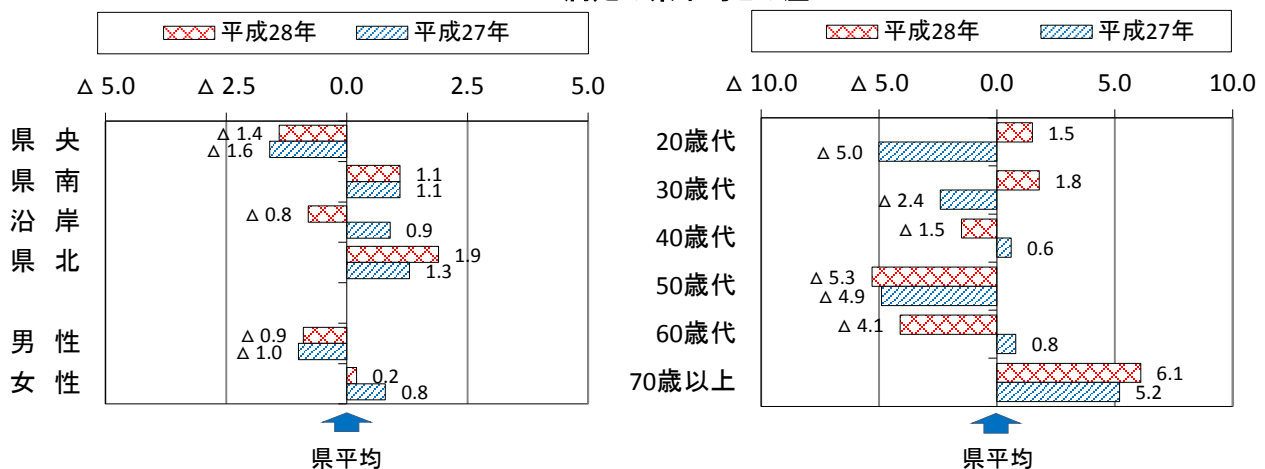 平成28年 平成27年
△ 5.0 △ 2.5 0.0 2.5 5.0
県 央 △ 1.4
△ 1.6
県 南 1.1
1.1
沿 岸 △ 0.8
0.9
県 北 1.9
1.3
男 性 △ 0.9
△ 1.0
女 性 0.2
0.8
県平均
平成28年 平成27年
△ 10.0 △ 5.0 0.0 5.0 10.0
20歳代 1.5
△ 5.0
30歳代 1.8
△ 2.4
40歳代 △ 1.5
0.6
50歳代 △ 5.3
△ 4.9
60歳代 △ 4.1
0.8
70歳以上 6.1
5.2
県平均